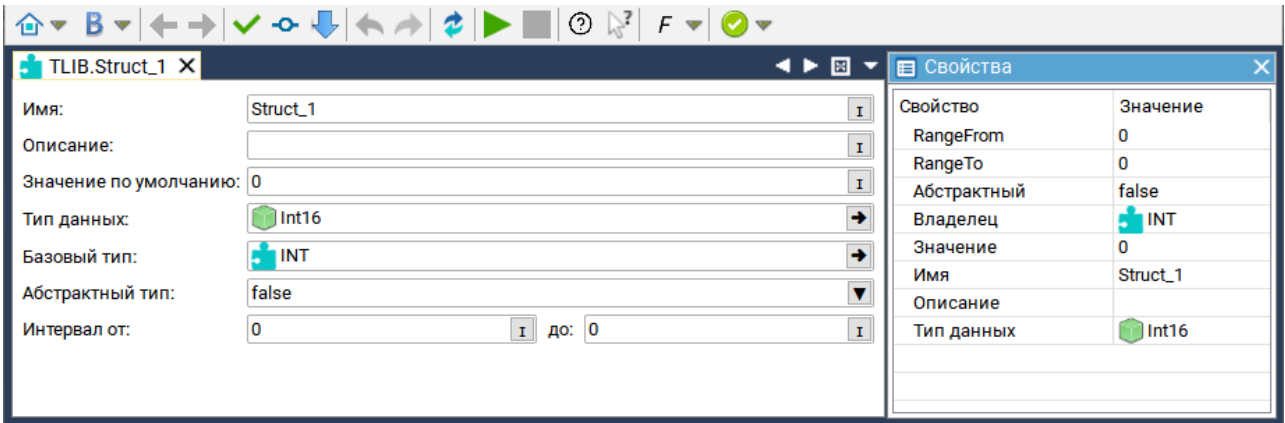 B F
TLIB.Struct_1
Имя: Struct_1
Описание:
Значение по умолчанию: 0
Тип данных: Int16
Базовый тип: INT
Абстрактный тип: false
Интервал от: 0 до: 0
Свойства
Свойство Значение
RangeFrom 0
RangeTo 0
Абстрактный false
Владелец INT
Значение 0
Имя Struct_1
Описание
Тип данных Int16